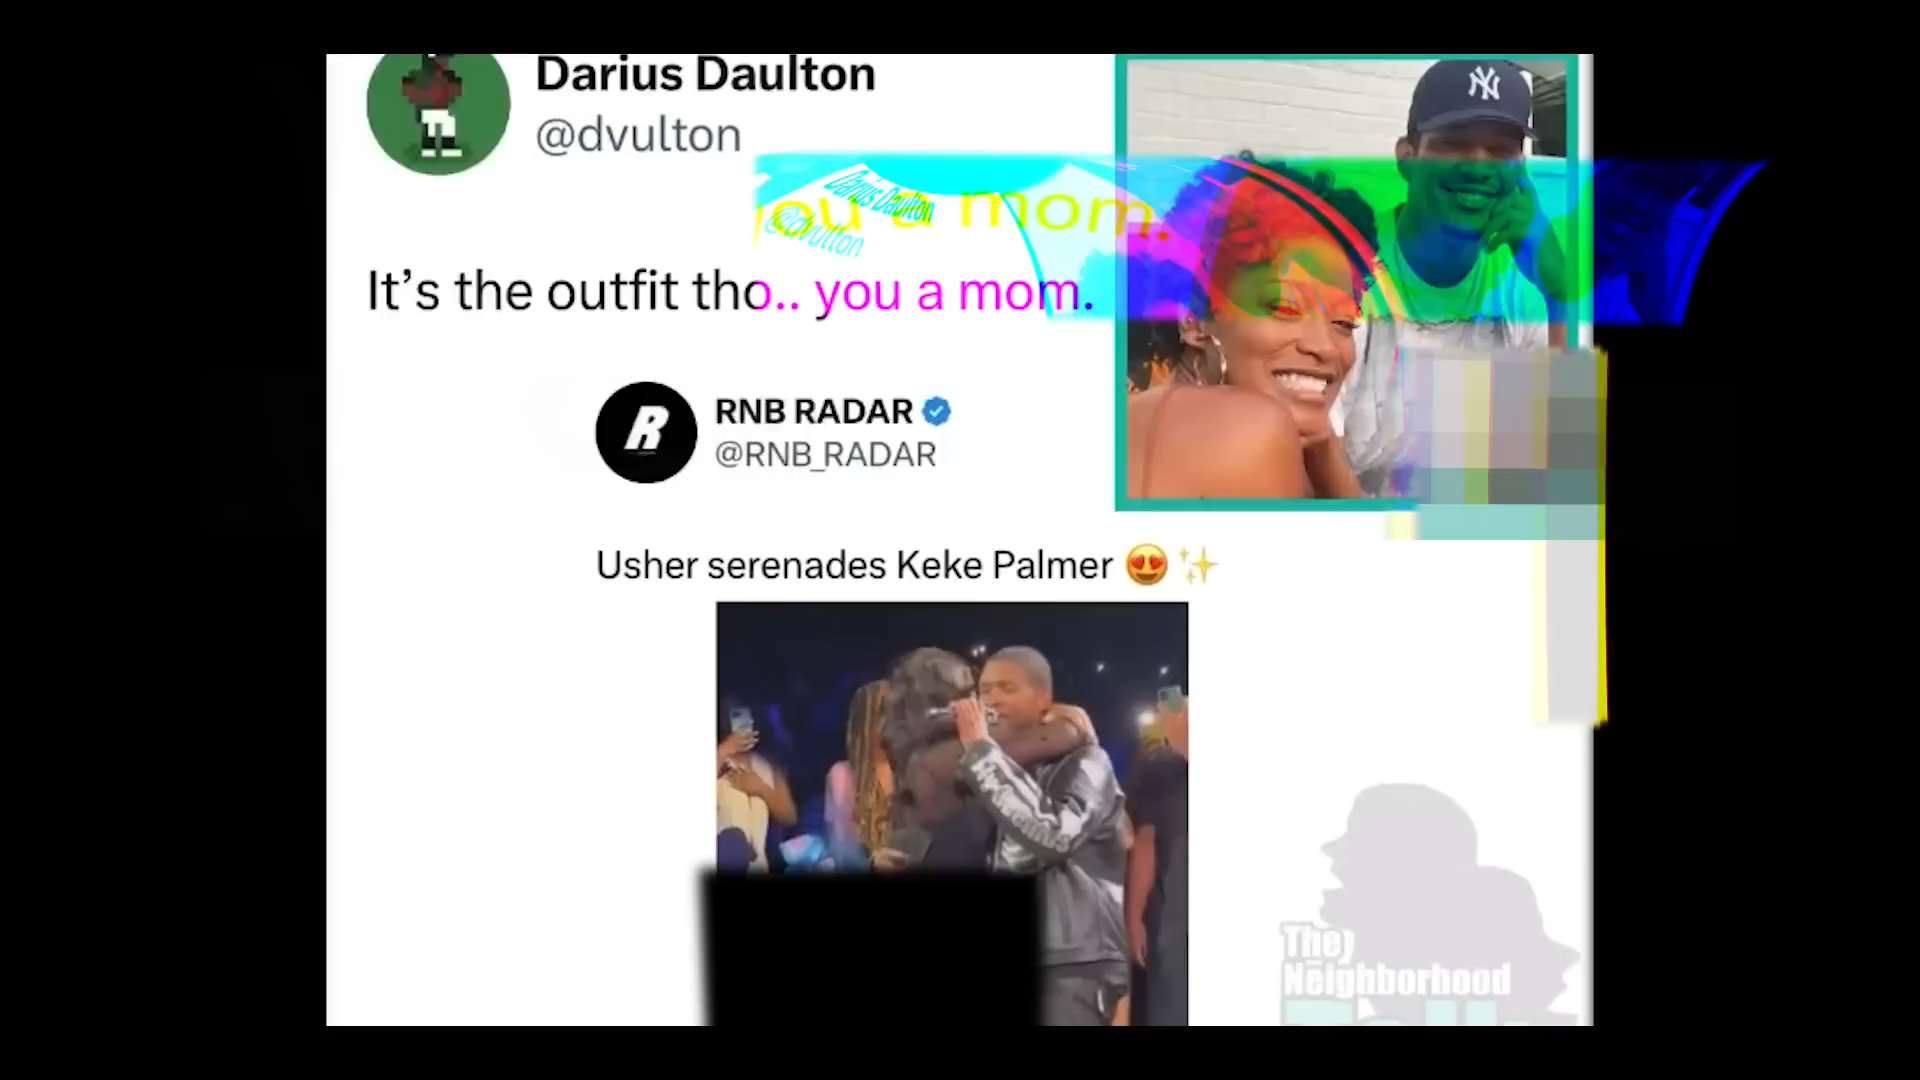 Darius Daulton
@dvulton
Darius Daulton
@dvulton
you a mom.
It’s the outfit tho.. you a mom.
NY
R RNB RADAR
@RNB_RADAR
Usher serenades Keke Palmer 😍 ✨
The
Neighborhood